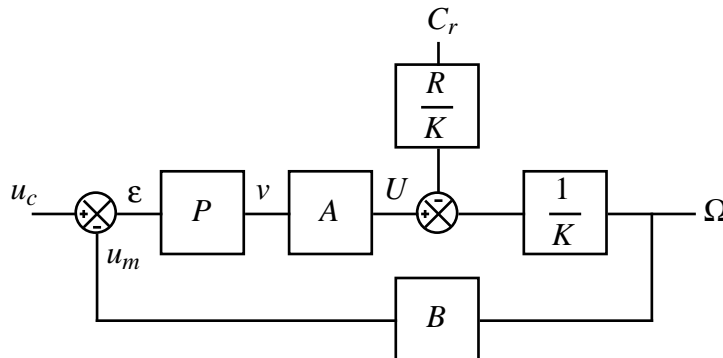 C_r
R
K
u_c + - ε P v A U + - 1 Ω
K
u_m
B